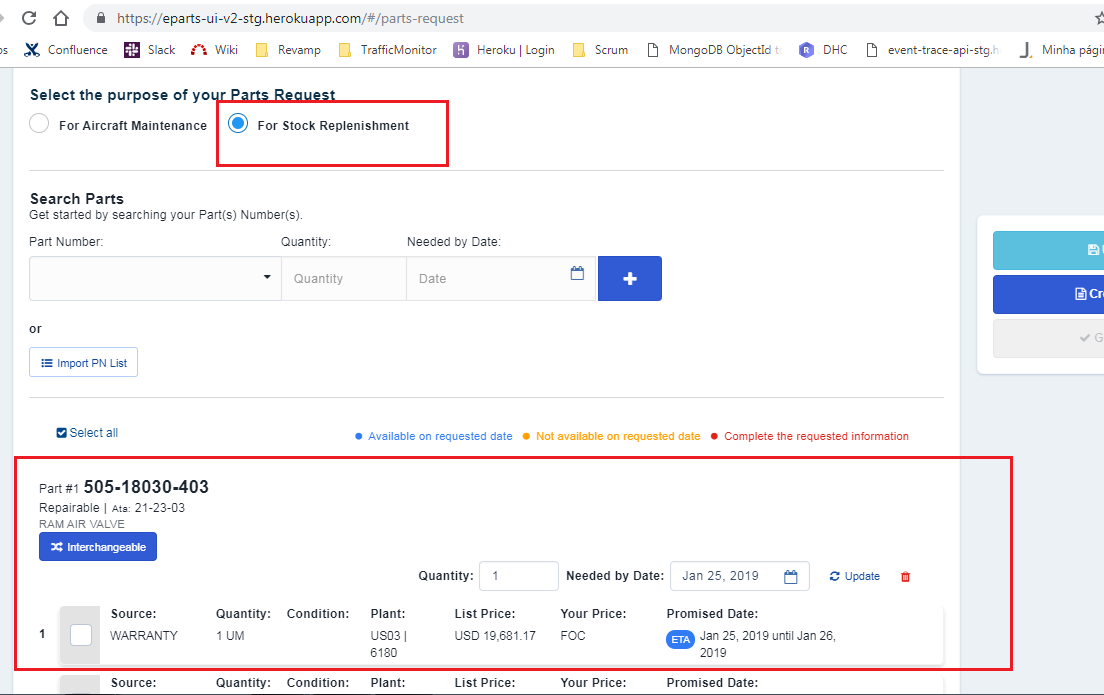 https://eparts-ui-v2-stg.herokuapp.com/#/parts-request
Confluence Slack Wiki Revamp TrafficMonitor Heroku | Login Scrum MongoDB ObjectId DHC event-trace-api-stg.h Minha págin
Select the purpose of your Parts Request
For Aircraft Maintenance For Stock Replenishment
Search Parts
Get started by searching your Part(s) Number(s).
Part Number: Quantity: Needed by Date:
Quantity Date +
or
Import PN List
Select all
Available on requested date Not available on requested date Complete the requested information
Part #1 505-18030-403
Repairable | Ata: 21-23-03
RAM AIR VALVE
Interchangeable
Quantity: 1 Needed by Date: Jan 25, 2019 Update
Source: Quantity: Condition: Plant: List Price: Your Price: Promised Date:
1 WARRANTY 1 UM US03 | USD 19,681.17 FOC ETA Jan 25, 2019 until Jan 26,
6180 2019
Source: Quantity: Condition: Plant: List Price: Your Price: Promised Date:
Cr
G